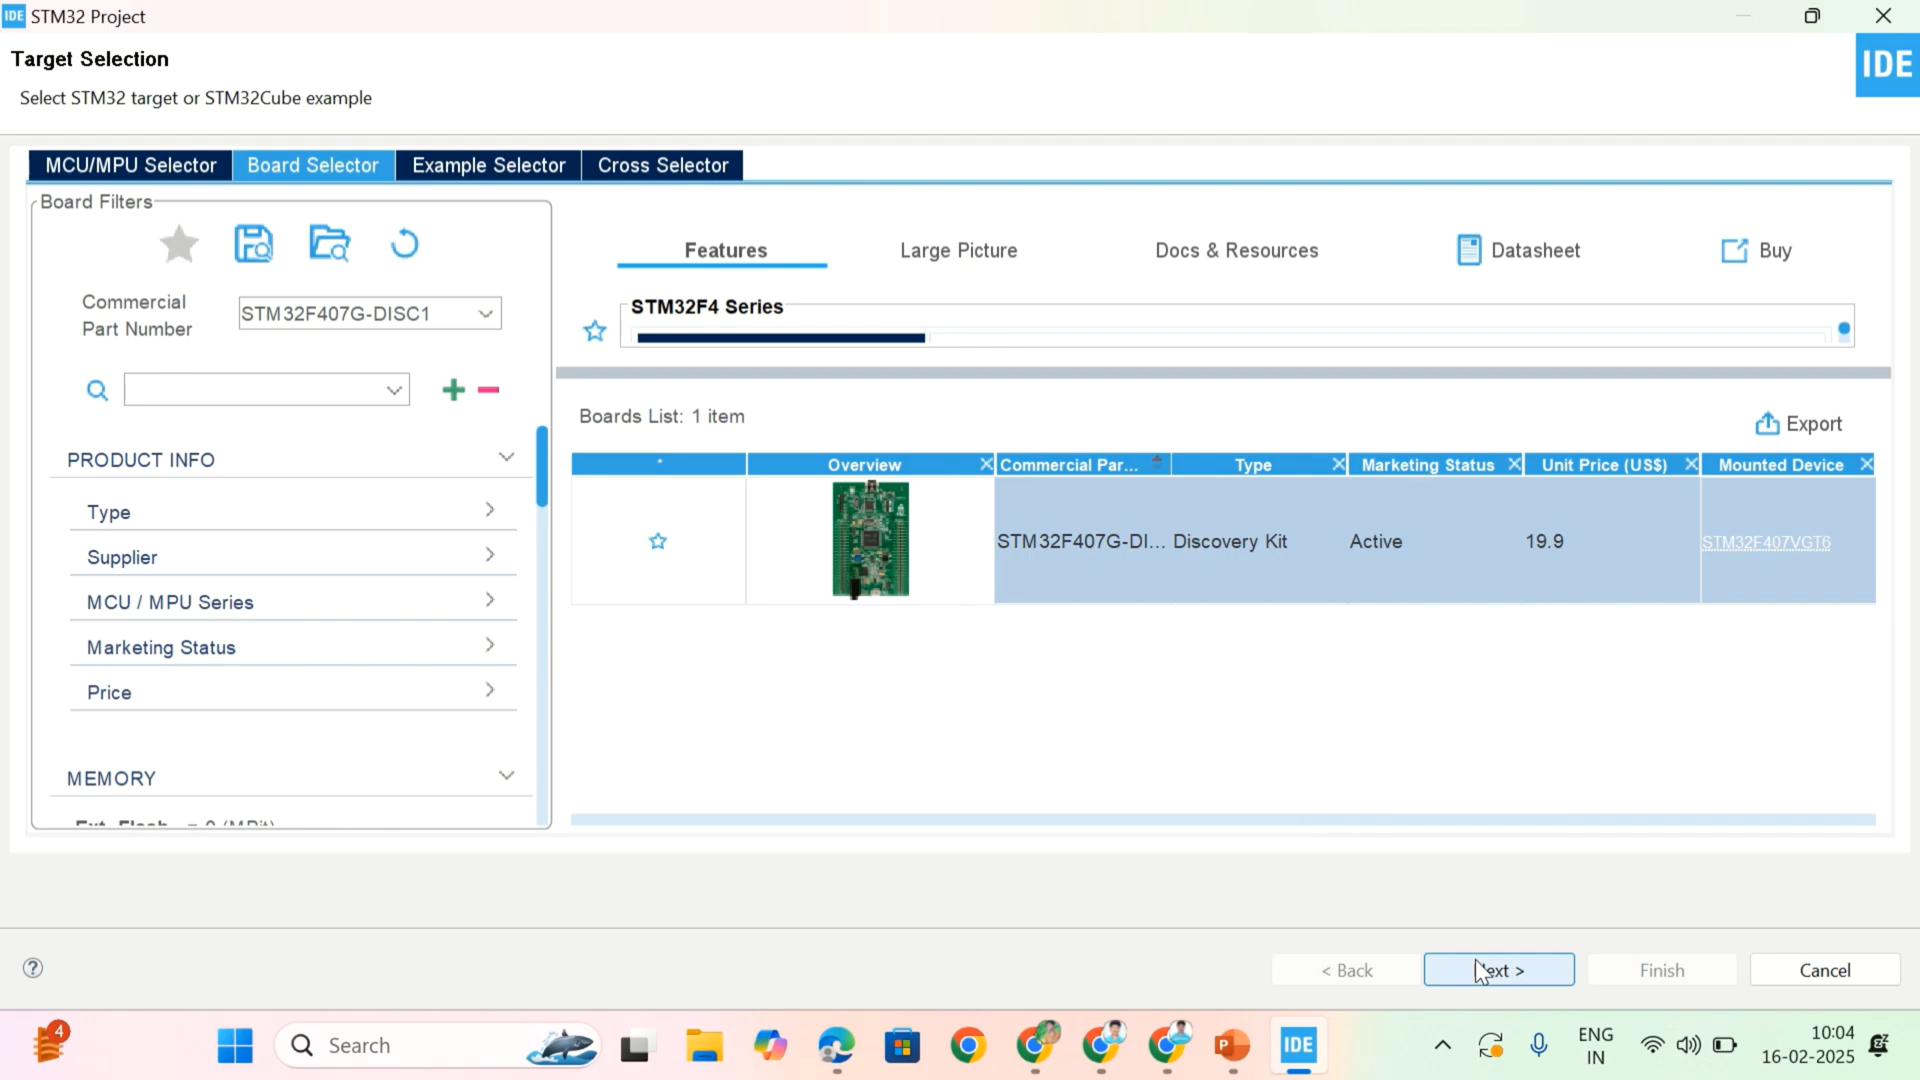 IDE STM32 Project
Target Selection
IDE
Select STM32 target or STM32Cube example
MCU/MPU Selector Board Selector Example Selector Cross Selector
Board Filters
Features Large Picture Docs & Resources Datasheet Buy
Commercial
Part Number
STM32F407G-DISC1
STM32F4 Series
Boards List: 1 item
Export
PRODUCT INFO
* Overview Commercial Par... Type Marketing Status Unit Price (US$) Mounted Device
Type
STM32F407G-DI... Discovery Kit Active 19.9 STM32F407VGT6
Supplier
MCU / MPU Series
Marketing Status
Price
MEMORY
< Back
>
Finish
Cancel
4
Search
IDE
ENG
IN
10:04
16-02-2025